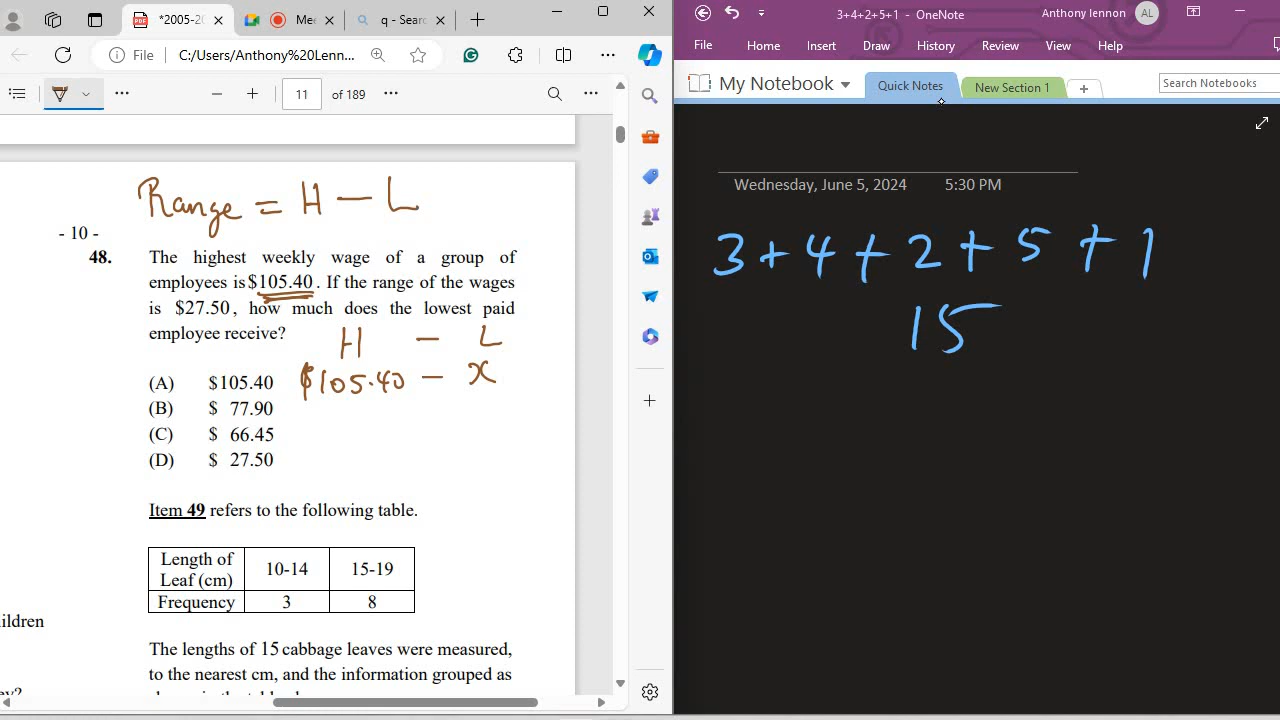 *2005-20
Mee
q - Searc
File
C:/Users/Anthony%20Lenn...
11 of 189
Range = H - L
- 10 -
48. The highest weekly wage of a group of
employees is $105.40. If the range of the wages
is $27.50, how much does the lowest paid
employee receive?
H - L
$105.40 - x
(A) $105.40
(B) $ 77.90
(C) $ 66.45
(D) $ 27.50
Item 49 refers to the following table.
Length of Leaf (cm) 10-14 15-19
Frequency 3 8
ildren
The lengths of 15 cabbage leaves were measured,
to the nearest cm, and the information grouped as
3+4+2+5+1 - OneNote
Anthony lennon
AL
File Home Insert Draw History Review View Help
My Notebook
Quick Notes
New Section 1
Search Notebooks
Wednesday, June 5, 2024 5:30 PM
3+4+2+5+1
15